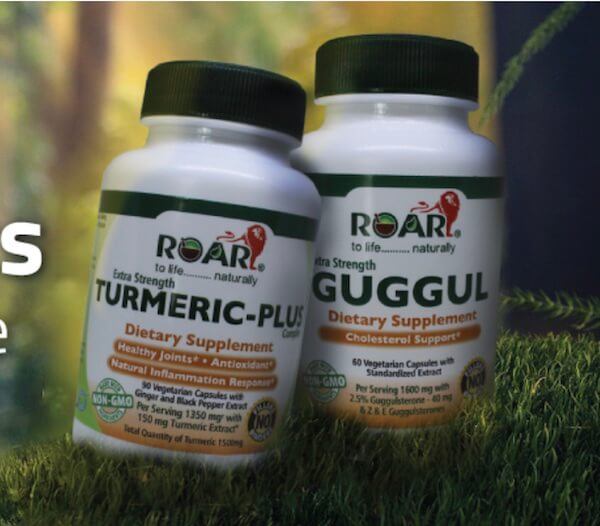 s
e
ROAR®
to life........... naturally
Extra Strength
TURMERIC-PLUS
Complex
Dietary Supplement
Healthy Joints⁺ • Antioxidant⁺
Natural Inflammation Response⁺
90 Vegetarian Capsules with
Ginger and Black Pepper Extract
Per Serving 1350 mg with
150 mg Turmeric Extract*
Total Quantity of Turmeric 1500mg
NON-GMO
NO!
ROAR®
to life........... naturally
Extra Strength
GUGGUL
Dietary Supplement
Cholesterol Support⁺
60 Vegetarian Capsules with
Standardized Extract
Per Serving 1600 mg with
2.5% Guggulsterone - 40 mg
& Z & E Guggulsterones
NON-GMO
NO!